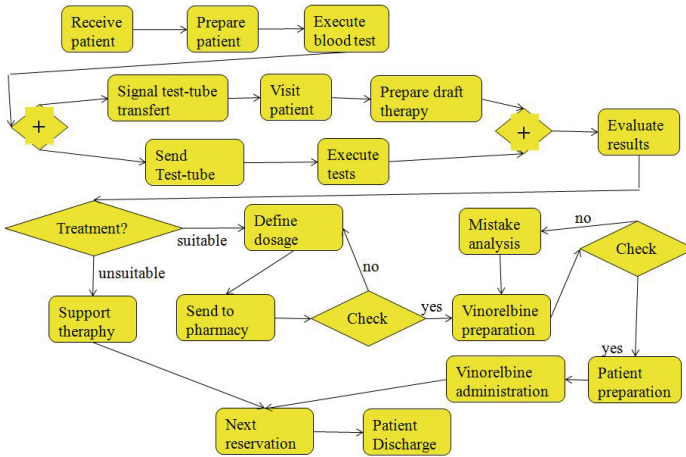 Receive
patient
Prepare
patient
Execute
blood test
+
Signal test-tube
transfert
Visit
patient
Prepare draft
therapy
+
Evaluate
results
Send
Test-tube
Execute
tests
Treatment?
suitable
unsuitable
Define
dosage
no
Mistake
analysis
no
Check
Support
theraphy
Send to
pharmacy
Check
yes
Vinorelbine
preparation
yes
Vinorelbine
administration
Patient
preparation
Next
reservation
Patient
Discharge